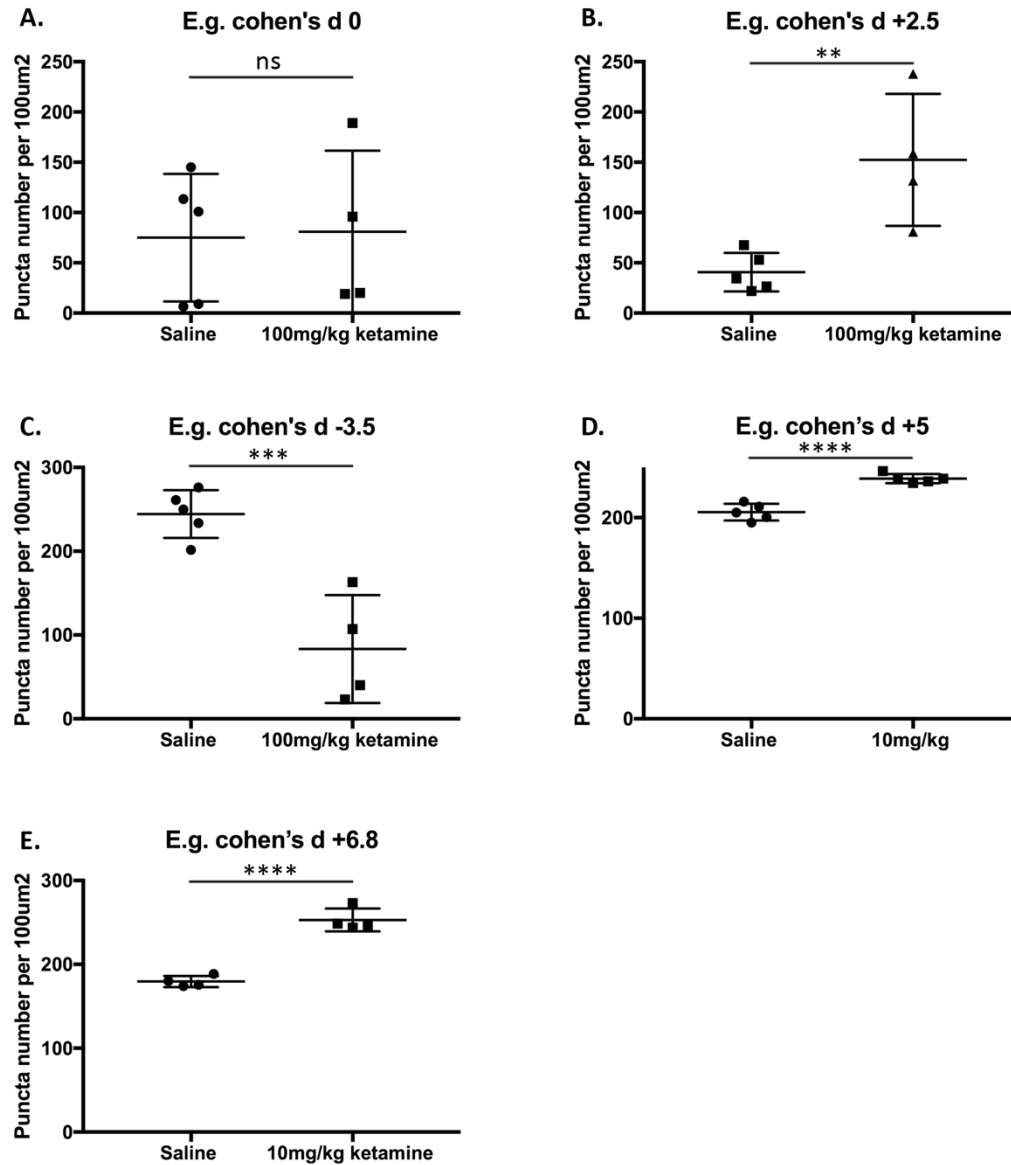 A.
E.g. cohen's d 0
Puncta number per 100um2
250
200
150
100
50
0
ns
Saline
100mg/kg ketamine
B.
E.g. cohen's d +2.5
Puncta number per 100um2
250
200
150
100
50
0
**
Saline
100mg/kg ketamine
C.
E.g. cohen's d -3.5
Puncta number per 100um2
300
200
100
0
***
Saline
100mg/kg ketamine
D.
E.g. cohen’s d +5
Puncta number per 100um2
200
100
0
****
Saline
10mg/kg
E.
E.g. cohen’s d +6.8
Puncta number per 100um2
300
200
100
0
****
Saline
10mg/kg ketamine